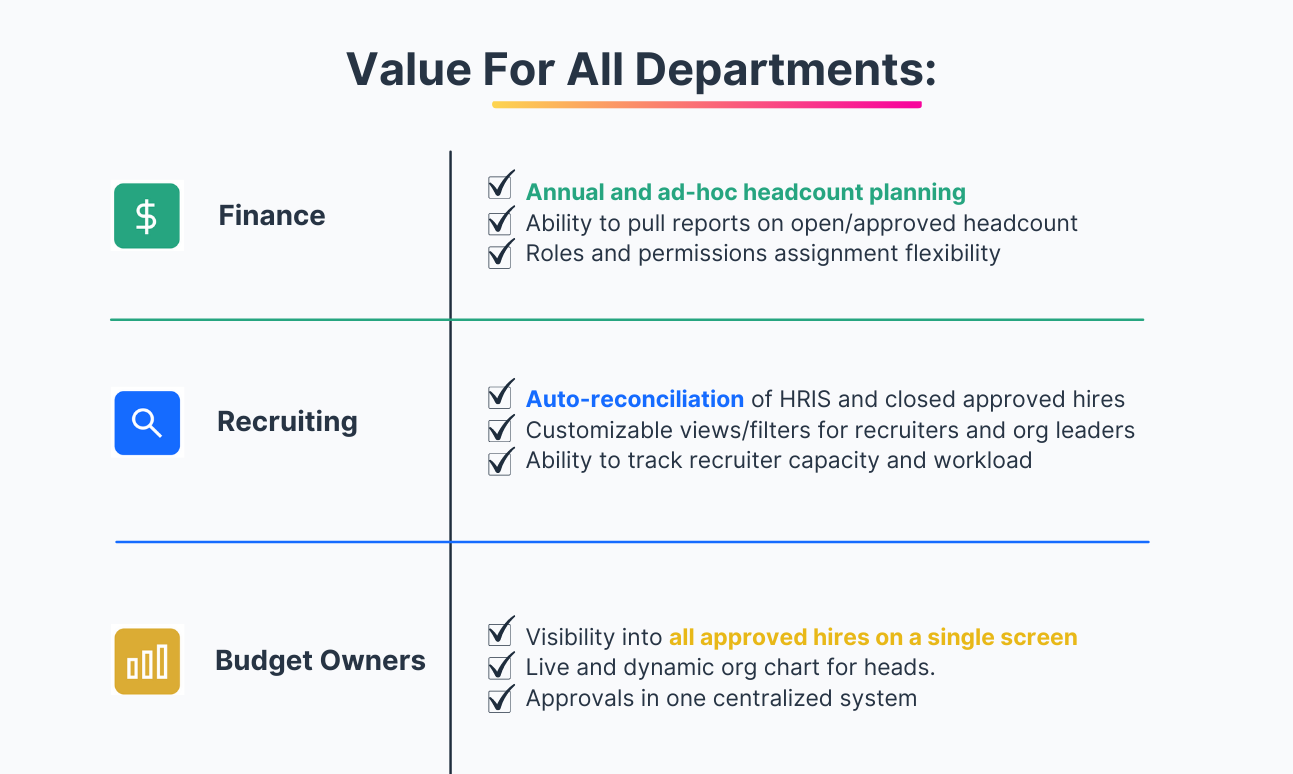 Value For All Departments:
$
Finance
Annual and ad-hoc headcount planning
Ability to pull reports on open/approved headcount
Roles and permissions assignment flexibility
Recruiting
Auto-reconciliation of HRIS and closed approved hires
Customizable views/filters for recruiters and org leaders
Ability to track recruiter capacity and workload
Budget Owners
Visibility into all approved hires on a single screen
Live and dynamic org chart for heads.
Approvals in one centralized system